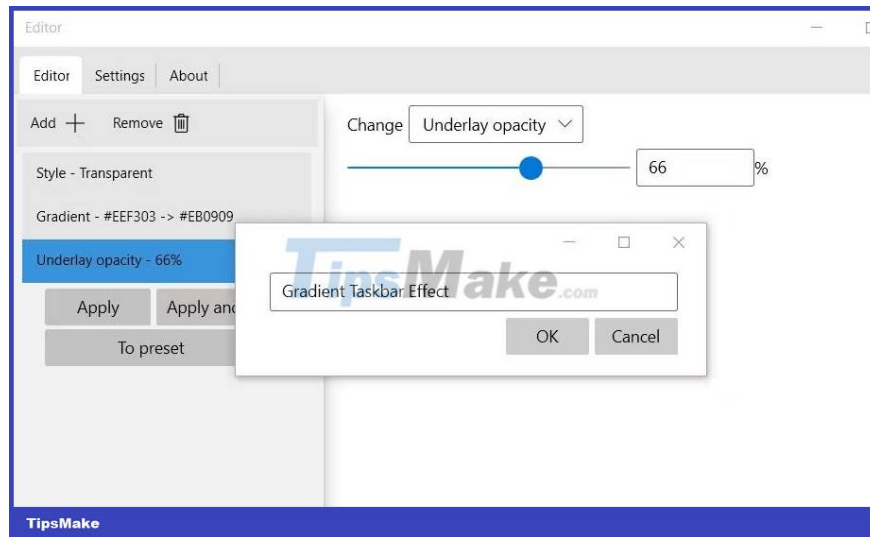 Editor
Editor Settings About
Add Remove
Change Underlay opacity
66 %
Style - Transparent
Gradient - #EEF303 -> #EB0909
Underlay opacity - 66%
TipsMake.com
Gradient Taskbar Effect
OK Cancel
Apply Apply and
To preset
TipsMake